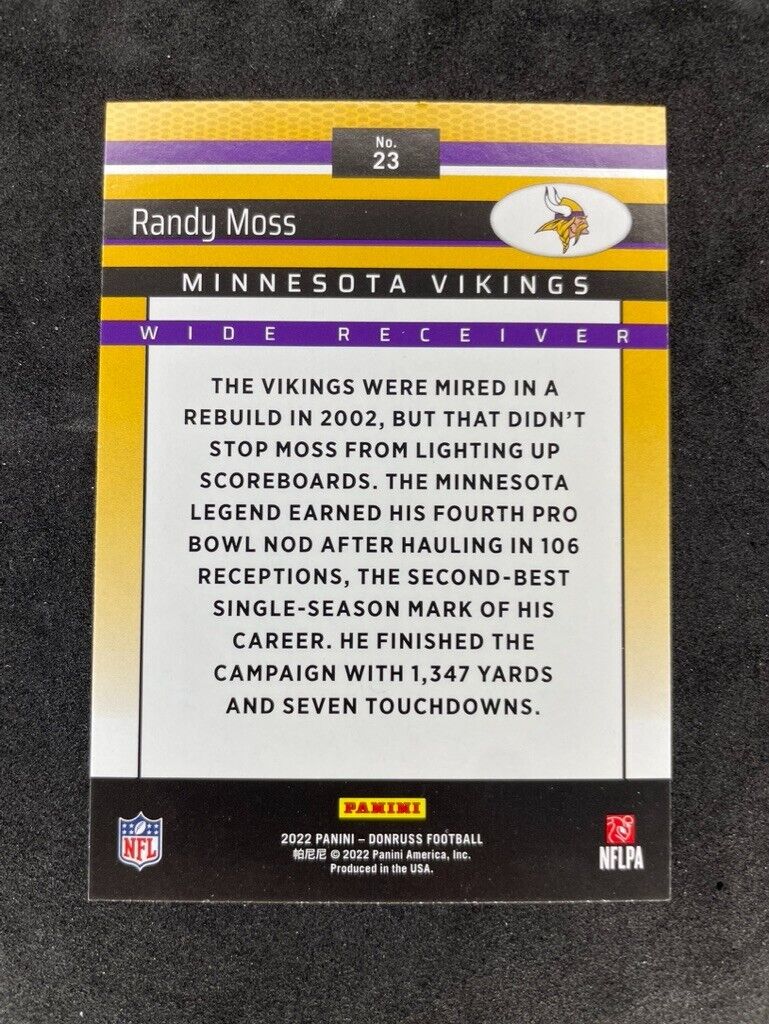 No.
23
Randy Moss
MINNESOTA VIKINGS
WIDE RECEIVER
THE VIKINGS WERE MIRED IN A
REBUILD IN 2002, BUT THAT DIDN'T
STOP MOSS FROM LIGHTING UP
SCOREBOARDS. THE MINNESOTA
LEGEND EARNED HIS FOURTH PRO
BOWL NOD AFTER HAULING IN 106
RECEPTIONS, THE SECOND-BEST
SINGLE-SEASON MARK OF HIS
CAREER. HE FINISHED THE
CAMPAIGN WITH 1,347 YARDS
AND SEVEN TOUCHDOWNS.
PANINI
2022 PANINI – DONRUSS FOOTBALL
帕尼尼 © 2022 Panini America, Inc.
Produced in the USA.
NFL
NFLPA